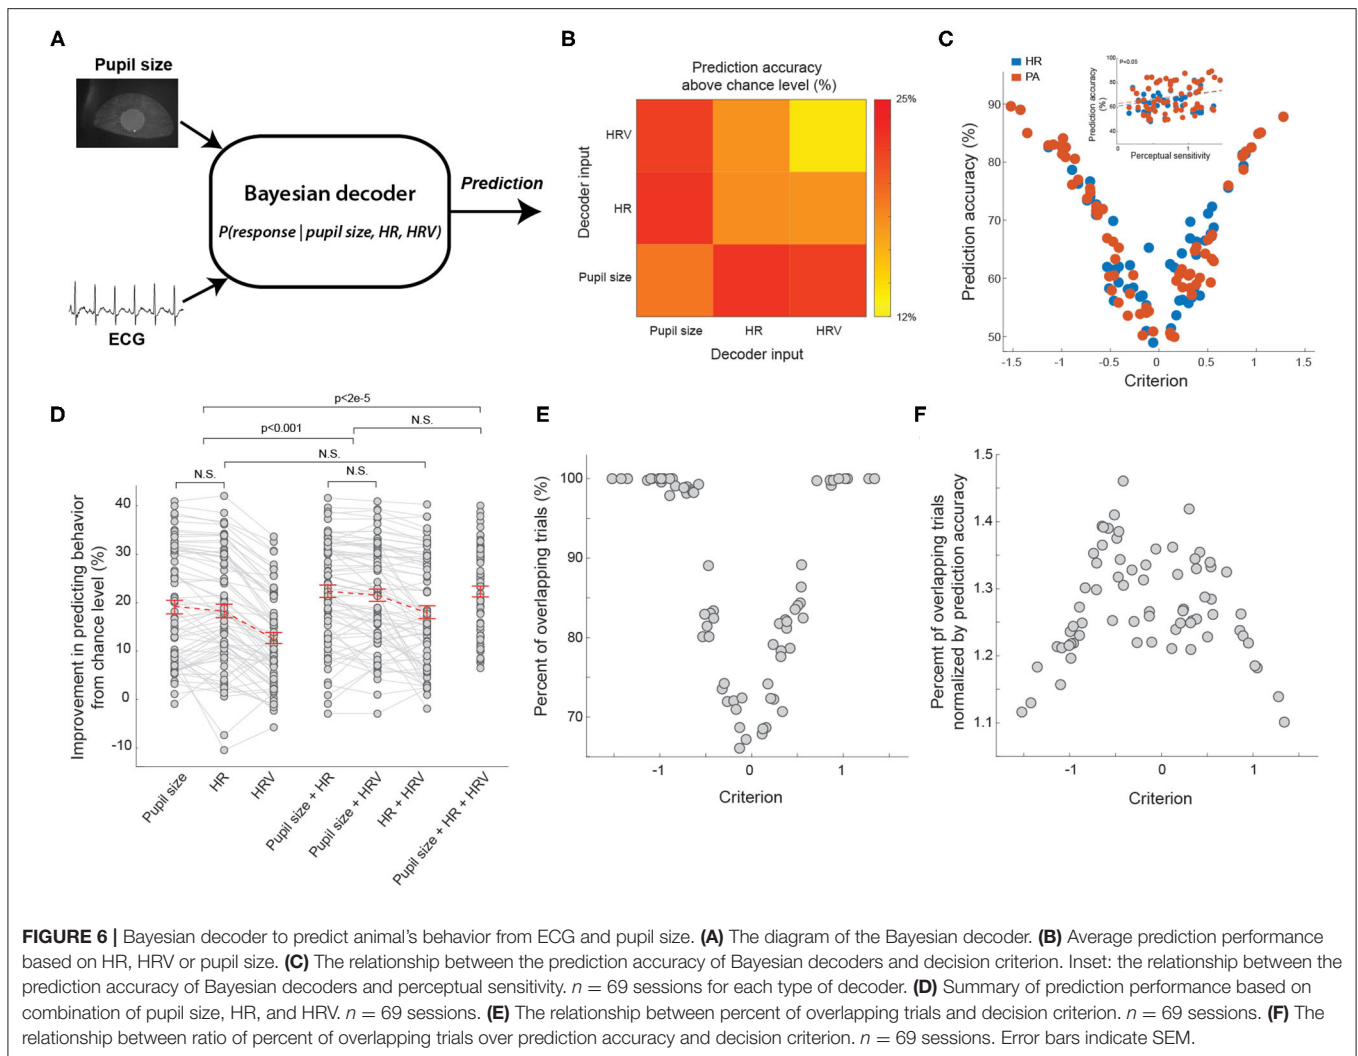 A
Pupil size
Bayesian decoder
P(response | pupil size, HR, HRV)
Prediction
ECG
B
Prediction accuracy
above chance level (%)
HRV
HR
Pupil size
Decoder input
Pupil size
HR
HRV
Decoder input
25%
12%
C
HR
PA
90
80
70
60
50
Prediction accuracy (%)
-1.5
-1
-0.5
0
0.5
1
1.5
Criterion
P=0.05
100
80
60
40
Prediction accuracy
(%)
0
1
Perceptual sensitivity
D
p<2e-5
N.S.
p<0.001
N.S.
N.S.
N.S.
40
30
20
10
0
-10
Improvement in predicting behavior
from chance level (%)
Pupil size
HR
HRV
Pupil size + HR
Pupil size + HRV
HR + HRV
Pupil size + HR + HRV
E
100
90
80
70
Percent of overlapping trials (%)
-1
0
1
Criterion
F
1.5
1.4
1.3
1.2
1.1
Percemt pf overlapping trials
normalized by prediction accuracy
-1
0
1
Criterion
FIGURE 6 | Bayesian decoder to predict animal's behavior from ECG and pupil size. (A) The diagram of the Bayesian decoder. (B) Average prediction performance
based on HR, HRV or pupil size. (C) The relationship between the prediction accuracy of Bayesian decoders and decision criterion. Inset: the relationship between the
prediction accuracy of Bayesian decoders and perceptual sensitivity. n = 69 sessions for each type of decoder. (D) Summary of prediction performance based on
combination of pupil size, HR, and HRV. n = 69 sessions. (E) The relationship between percent of overlapping trials and decision criterion. n = 69 sessions. (F) The
relationship between ratio of percent of overlapping trials over prediction accuracy and decision criterion. n = 69 sessions. Error bars indicate SEM.